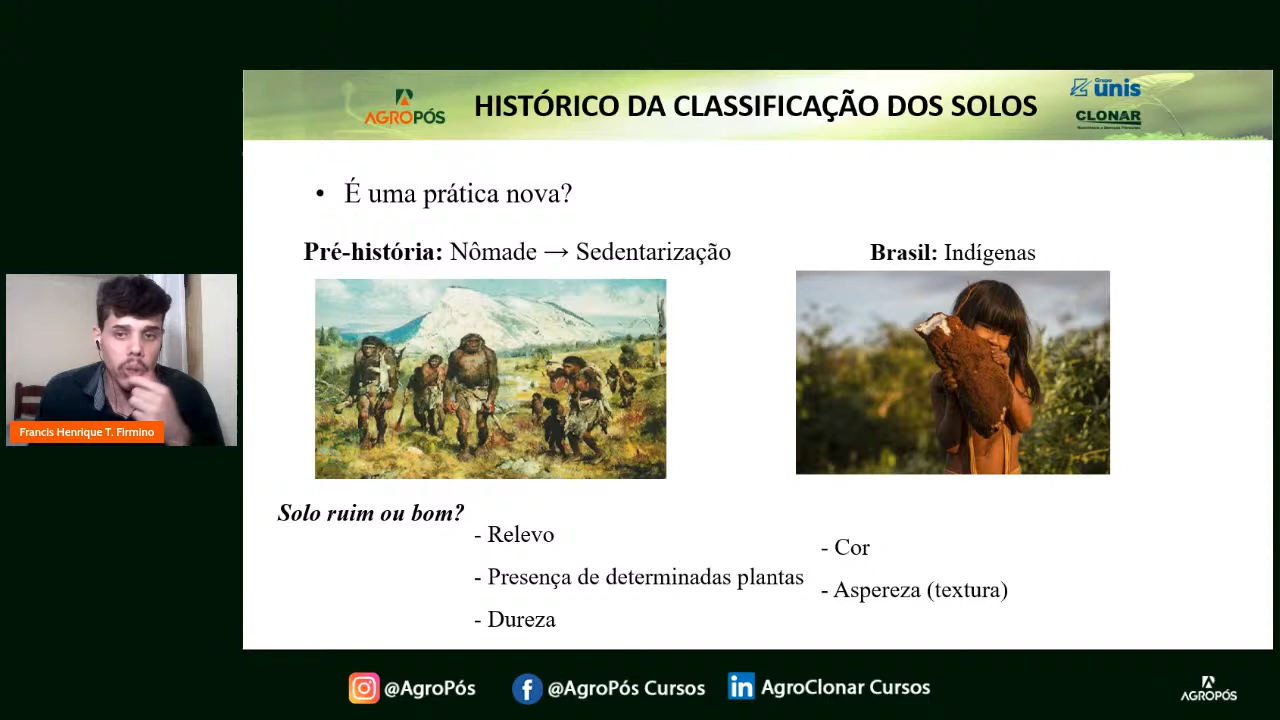 AGROPÓS
HISTÓRICO DA CLASSIFICAÇÃO DOS SOLOS
Grupo
Unis
CLONAR
• É uma prática nova?
Pré-história: Nômade → Sedentarização
Brasil: Indígenas
Francis Henrique T. Firmino
Solo ruim ou bom?
- Relevo
- Presença de determinadas plantas
- Dureza
- Cor
- Aspereza (textura)
@AgroPós
@AgroPós Cursos
AgroClonar Cursos
AGROPÓS